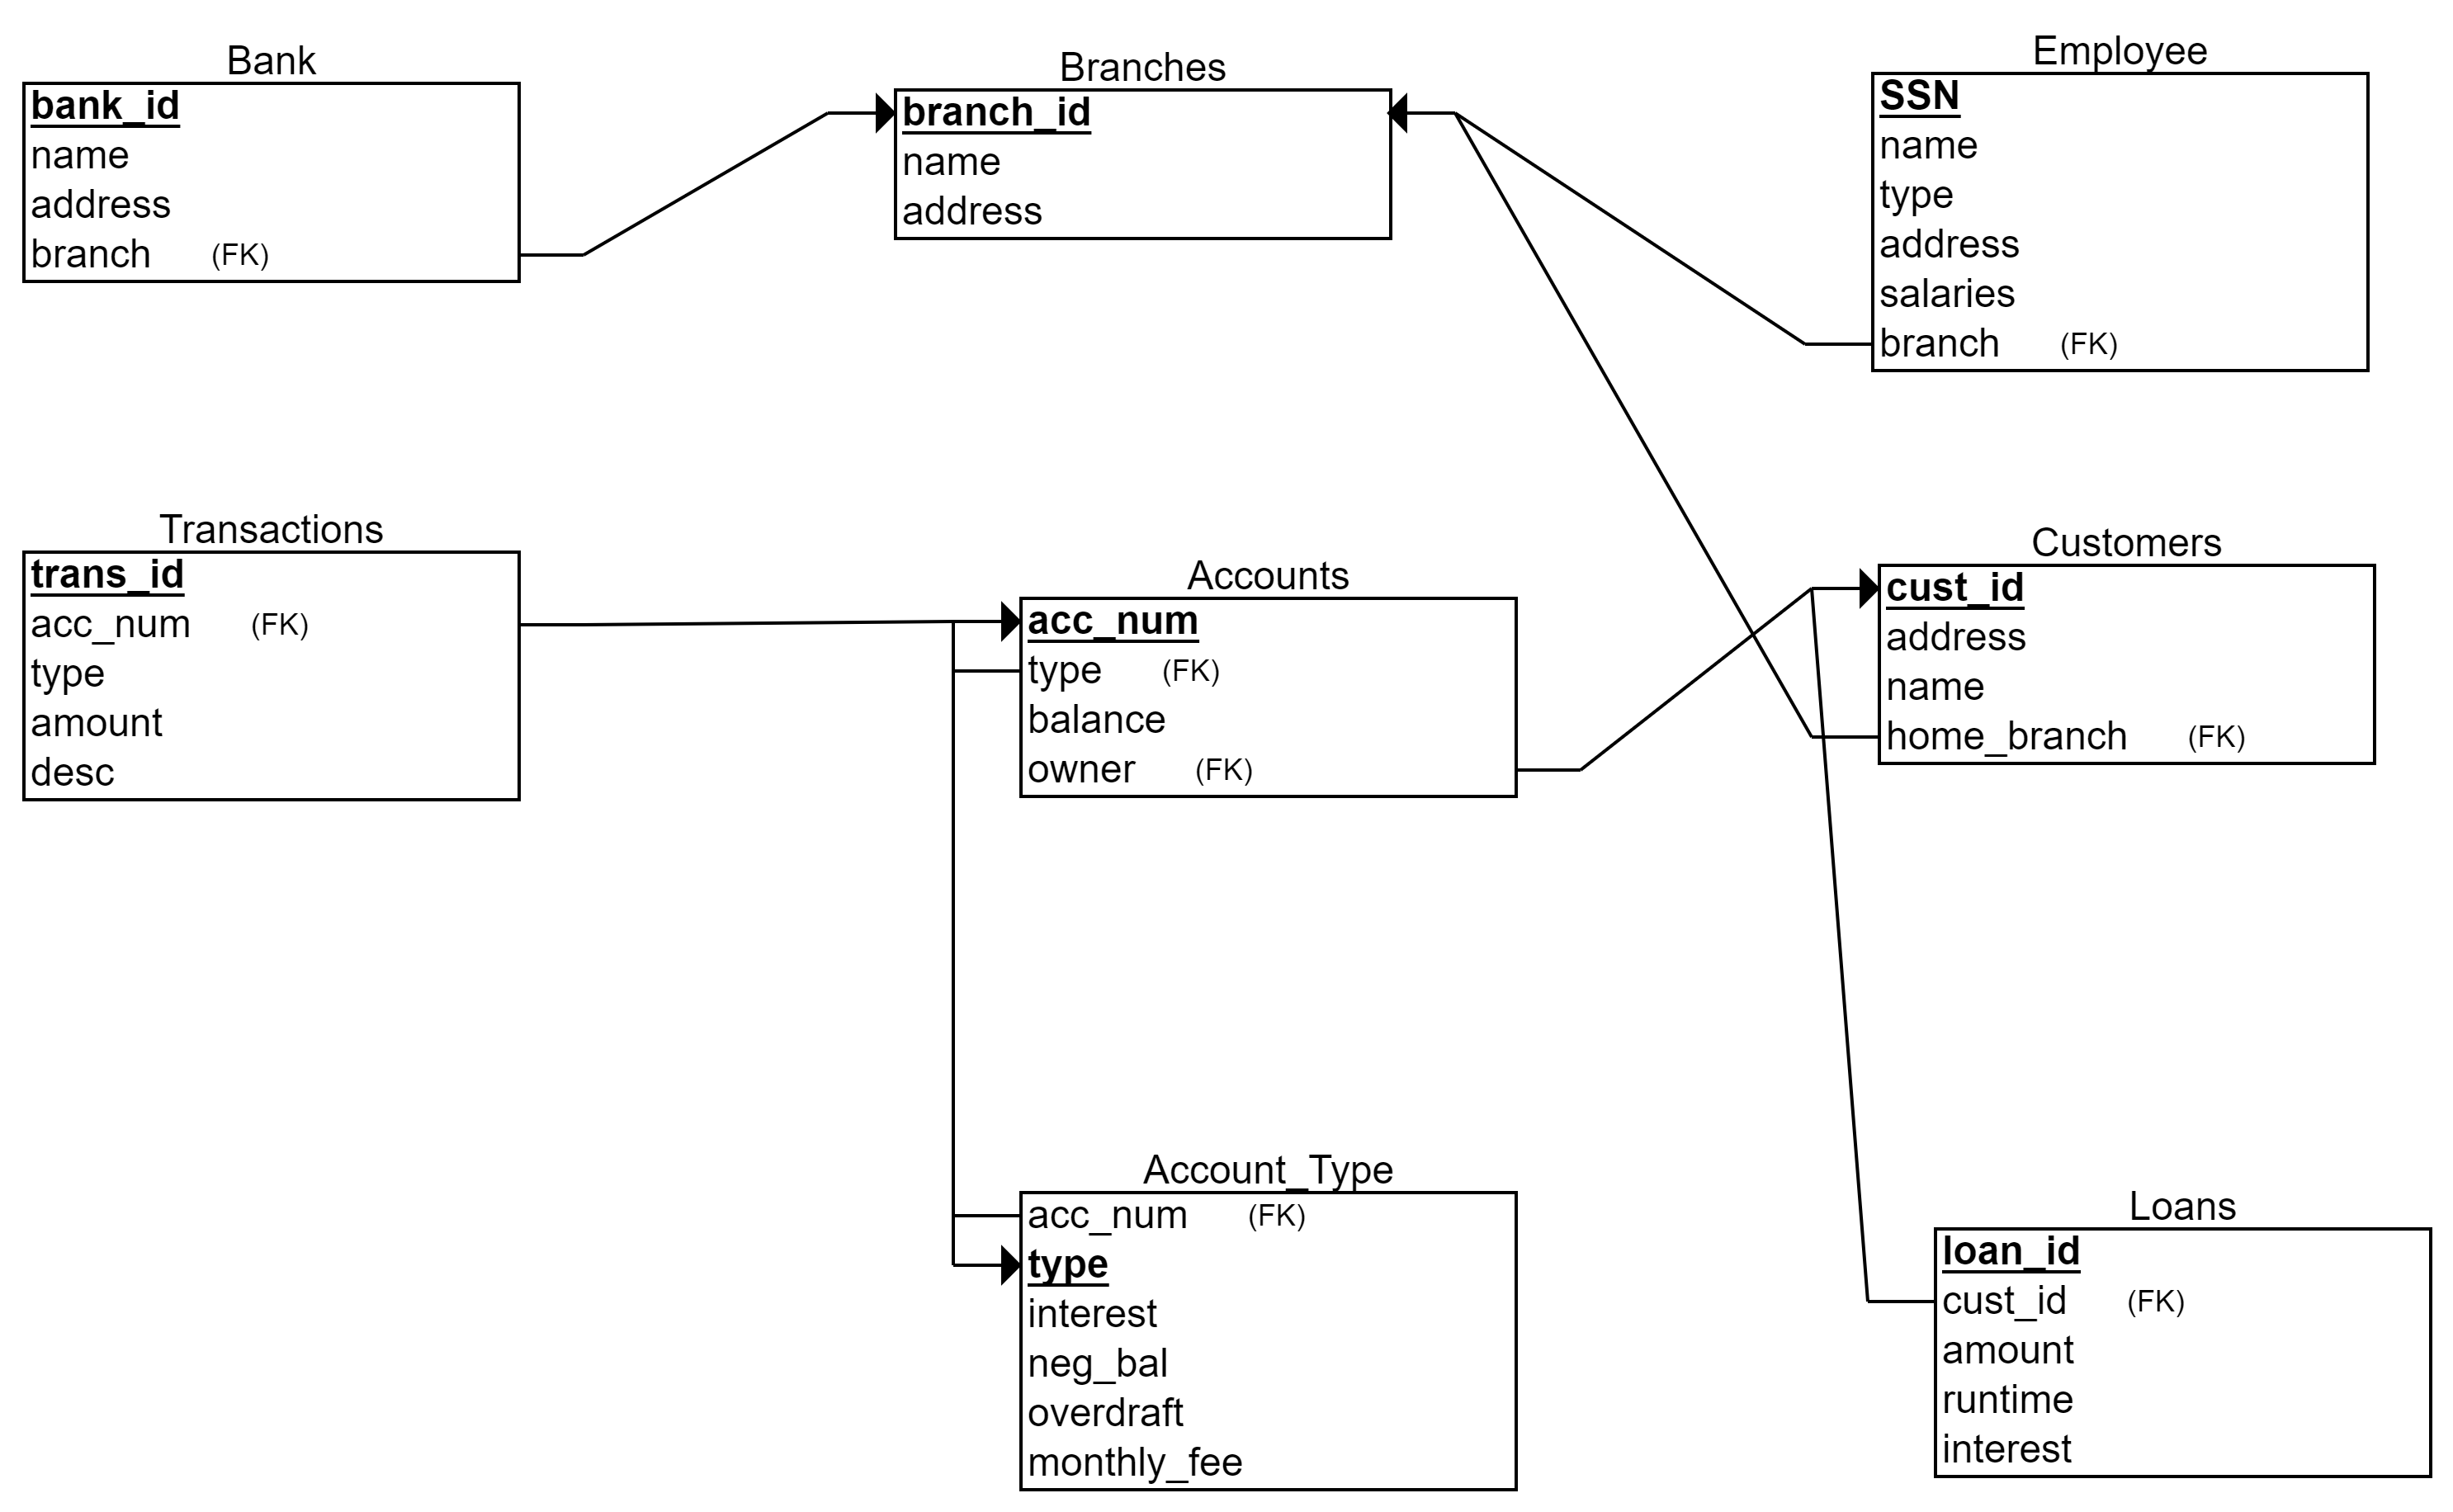 Bank
bank_id
name
address
branch (FK)
Branches
branch_id
name
address
Employee
SSN
name
type
address
salaries
branch (FK)
Transactions
trans_id
acc_num (FK)
type
amount
desc
Accounts
acc_num
type (FK)
balance
owner (FK)
Customers
cust_id
address
name
home_branch (FK)
Account_Type
acc_num (FK)
type
interest
neg_bal
overdraft
monthly_fee
Loans
loan_id
cust_id (FK)
amount
runtime
interest